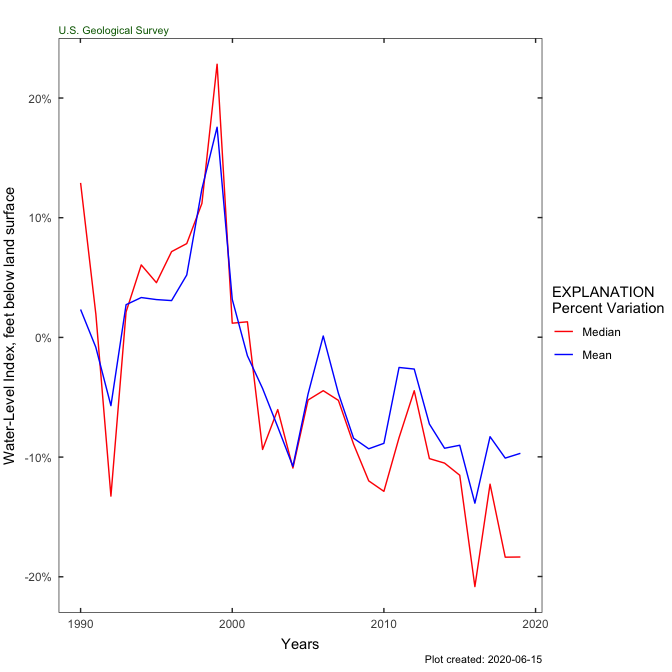 U.S. Geological Survey
Water-Level Index, feet below land surface
20%
10%
0%
-10%
-20%
1990
2000
2010
2020
Years
EXPLANATION
Percent Variation
Median
Mean
Plot created: 2020-06-15